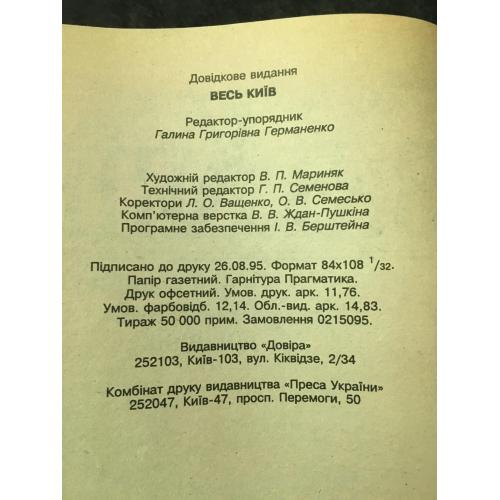 Довідкове видання
ВЕСЬ КИЇВ
Редактор-упорядник
Галина Григорівна Германенко
Художній редактор В. П. Мариняк
Технічний редактор Г. П. Семенова
Коректори Л. О. Ващенко, О. В. Семесько
Комп'ютерна верстка В. В. Ждан-Пушкіна
Програмне забезпечення І. В. Берштейна
Підписано до друку 26.08.95. Формат 84х108 1/32.
Папір газетний. Гарнітура Прагматика.
Друк офсетний. Умов. друк. арк. 11,76.
Умов. фарбовідб. 12,14. Обл.-вид. арк. 14,83.
Тираж 50 000 прим. Замовлення 0215095.
Видавництво «Довіра»
252103, Київ-103, вул. Кіквідзе, 2/34
Комбінат друку видавництва «Преса України»
252047, Київ-47, просп. Перемоги, 50